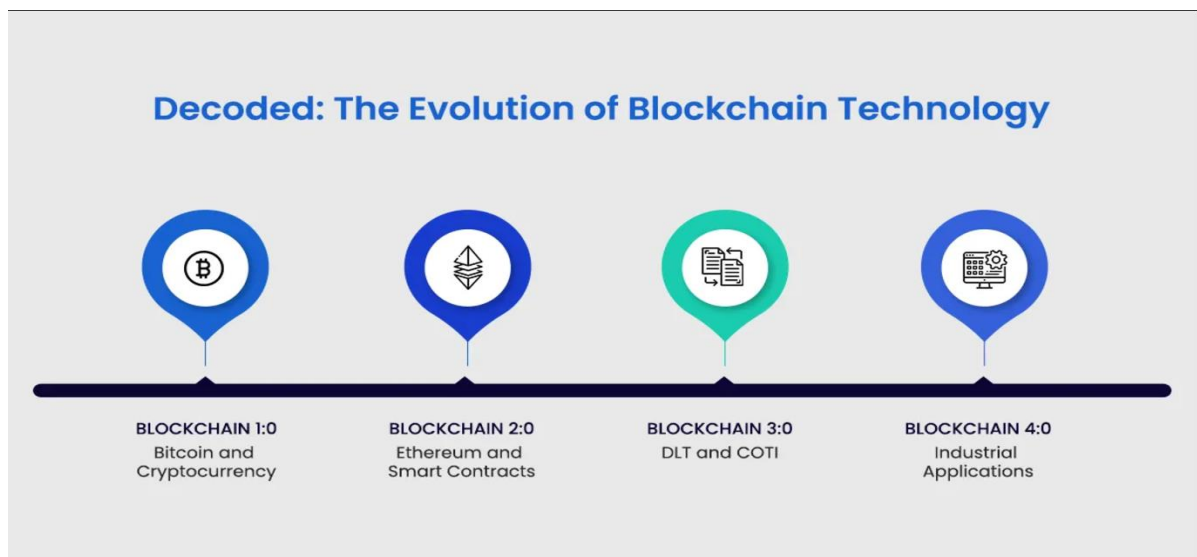 Decoded: The Evolution of Blockchain Technology
BLOCKCHAIN 1:0
Bitcoin and
Cryptocurrency
BLOCKCHAIN 2:0
Ethereum and
Smart Contracts
BLOCKCHAIN 3:0
DLT and COTI
BLOCKCHAIN 4:0
Industrial
Applications